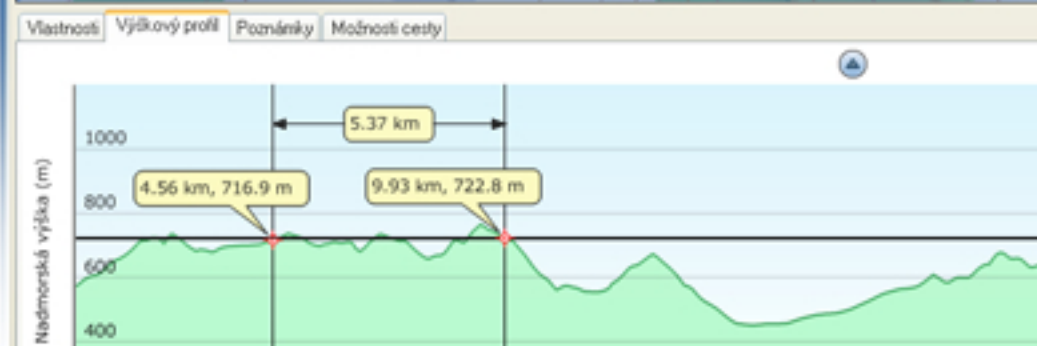 Vlastnosti Výškový profil Poznámky Možnosti cesty
5.37 km
1000
4.56 km, 716.9 m
9.93 km, 722.8 m
800
600
400
Nadmorská výška (m)